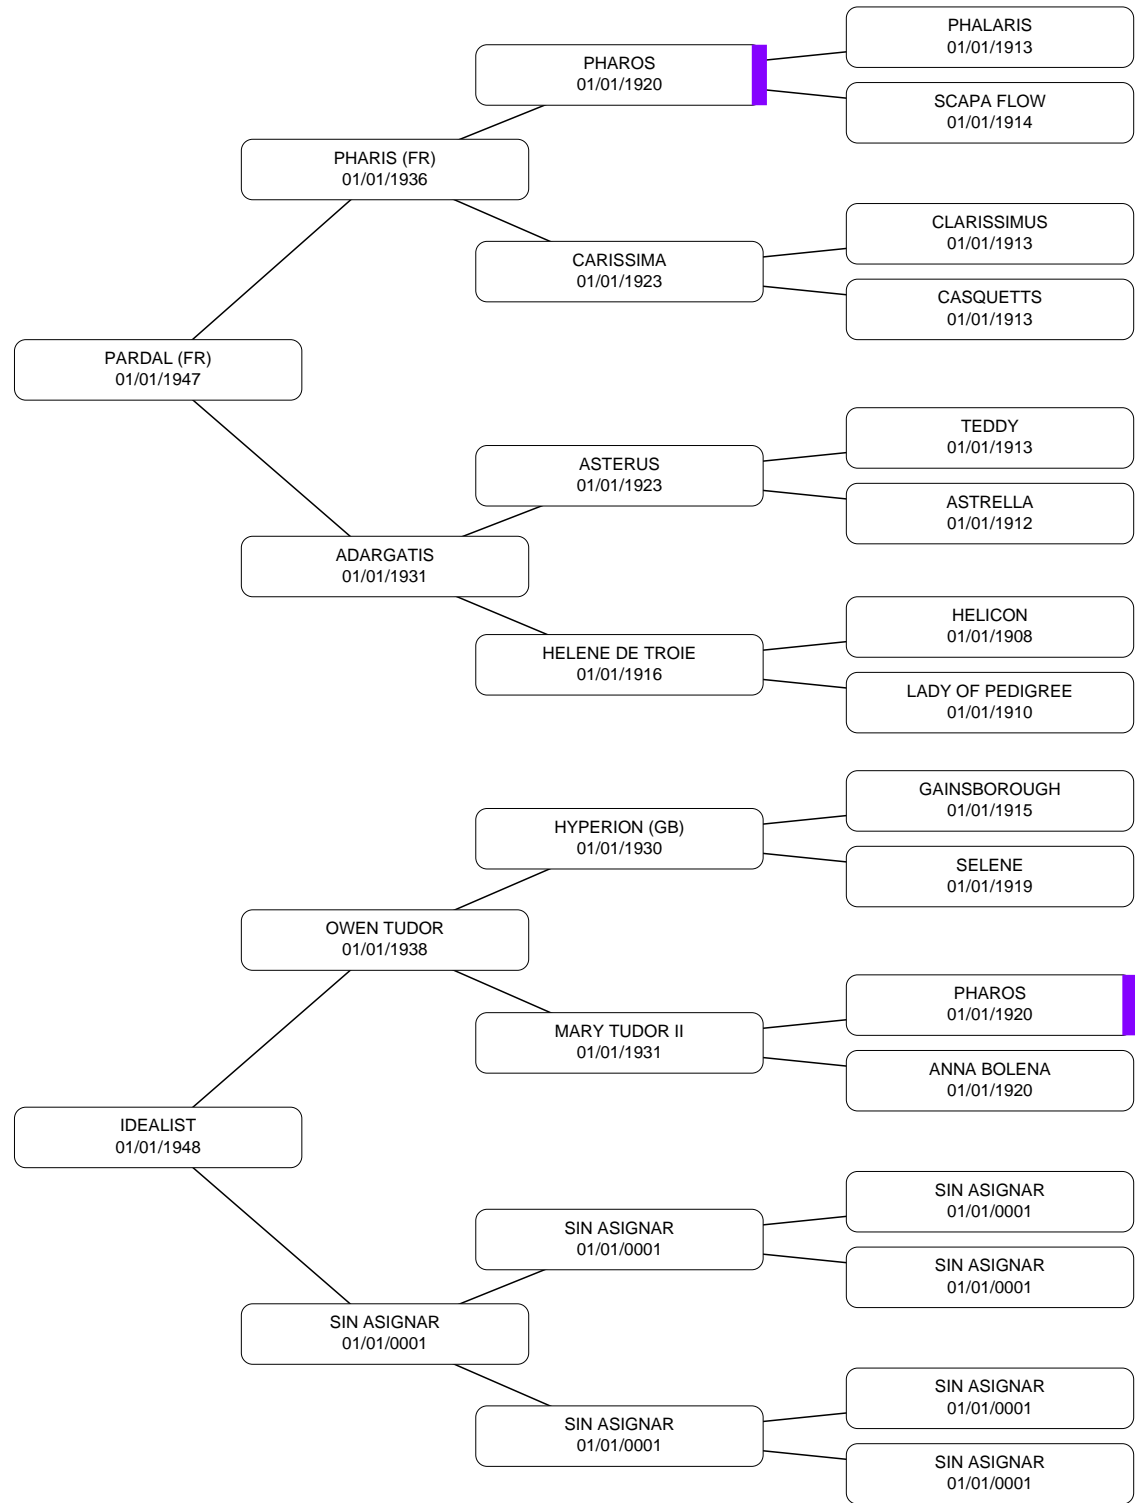 PHALARIS
01/01/1913
PHAROS
01/01/1920
SCAPA FLOW
01/01/1914
PHARIS (FR)
01/01/1936
CLARISSIMUS
01/01/1913
CARISSIMA
01/01/1923
CASQUETTS
01/01/1913
PARDAL (FR)
01/01/1947
TEDDY
01/01/1913
ASTERUS
01/01/1923
ASTRELLA
01/01/1912
ADARGATIS
01/01/1931
HELICON
01/01/1908
HELENE DE TROIE
01/01/1916
LADY OF PEDIGREE
01/01/1910
GAINSBOROUGH
01/01/1915
HYPERION (GB)
01/01/1930
SELENE
01/01/1919
OWEN TUDOR
01/01/1938
PHAROS
01/01/1920
MARY TUDOR II
01/01/1931
ANNA BOLENA
01/01/1920
IDEALIST
01/01/1948
SIN ASIGNAR
01/01/0001
SIN ASIGNAR
01/01/0001
SIN ASIGNAR
01/01/0001
SIN ASIGNAR
01/01/0001
SIN ASIGNAR
01/01/0001
SIN ASIGNAR
01/01/0001
SIN ASIGNAR
01/01/0001